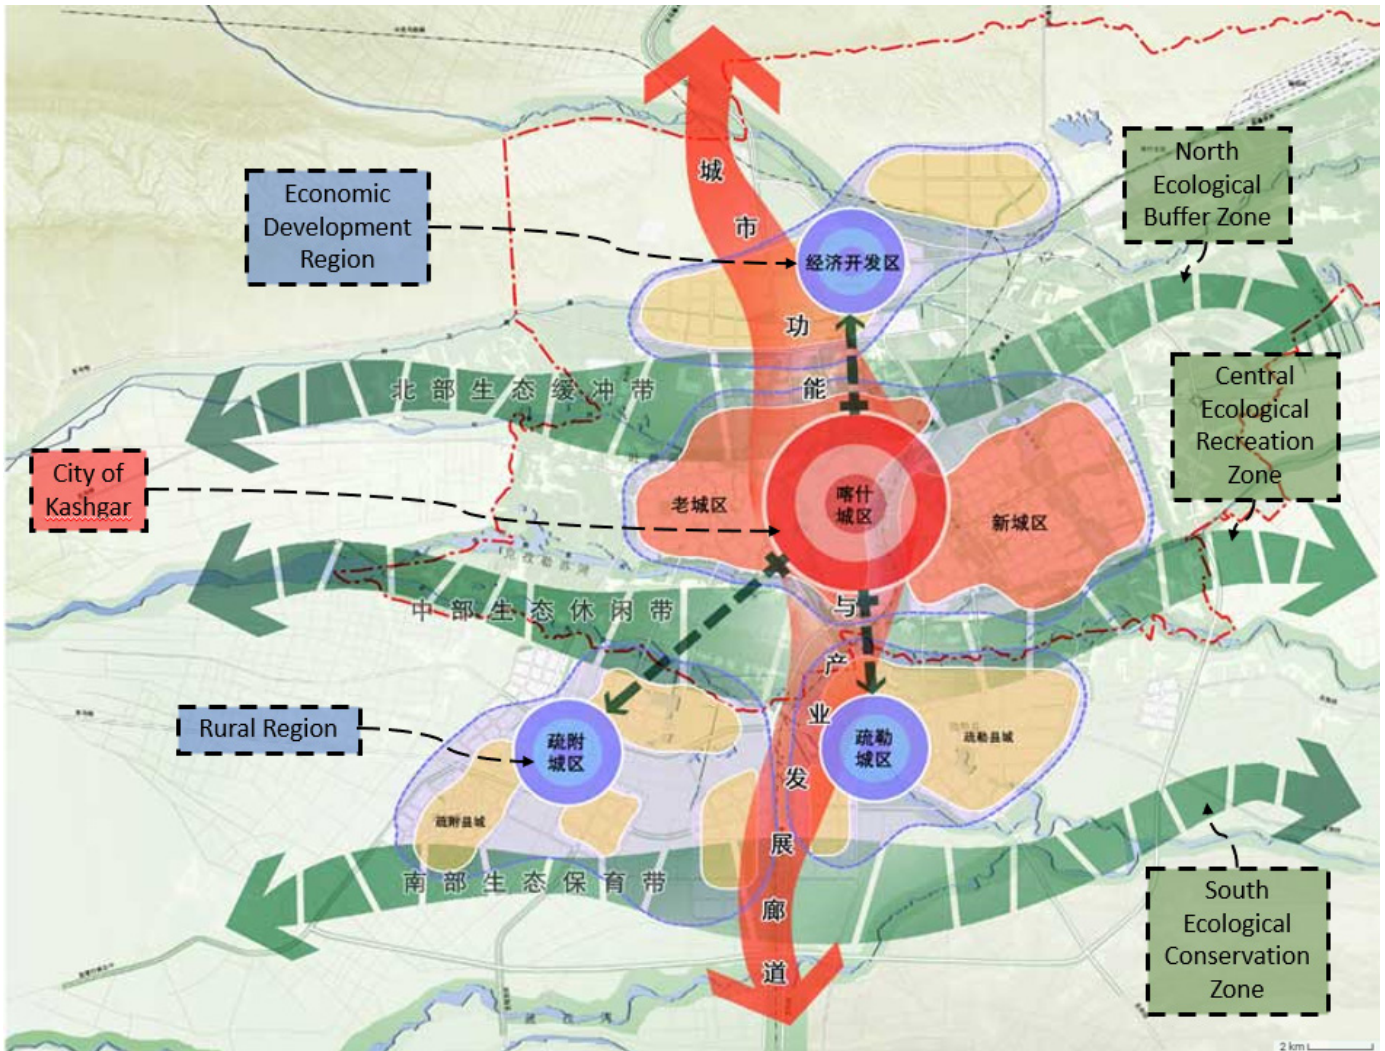 North
Ecological
Buffer Zone
Economic
Development
Region
城市功能与产业发展廊道
经济开发区
Central
Ecological
Recreation
Zone
北部生态缓冲带
City of
Kashgar
老城区
喀什
城区
新城区
中部生态休闲带
Rural Region
疏附
城区
疏勒
城区
疏勒县城
疏附县城
南部生态保育带
South
Ecological
Conservation
Zone
2 km